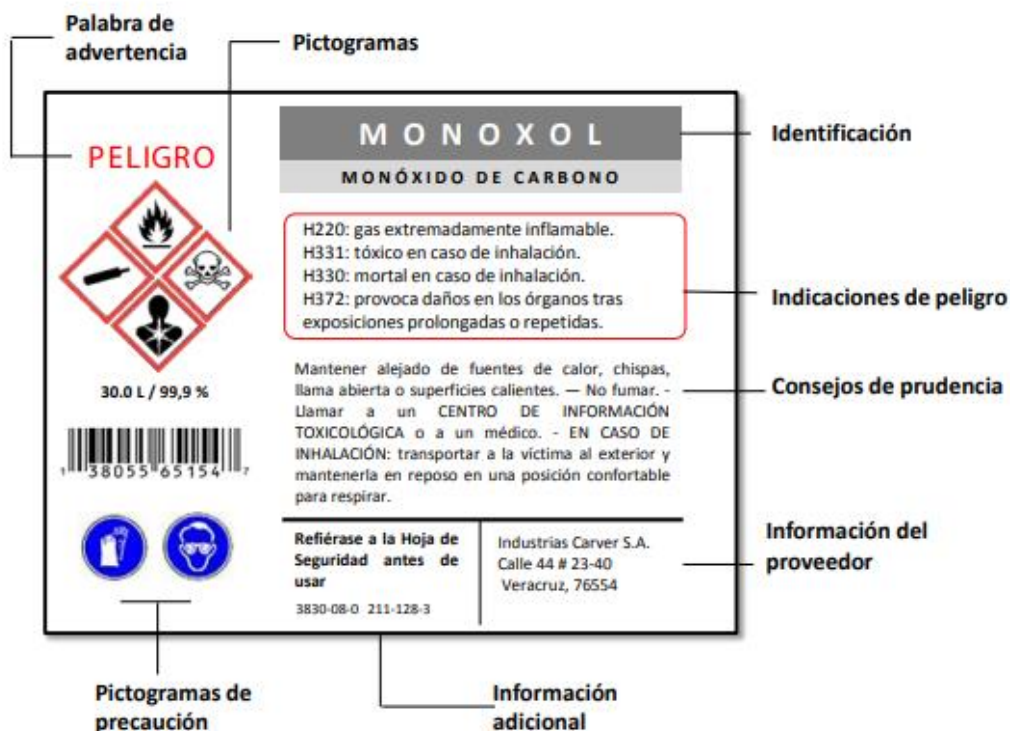 Palabra de
advertencia
Pictogramas
PELIGRO
MONOXOL
MONÓXIDO DE CARBONO
Identificación
H220: gas extremadamente inflamable.
H331: tóxico en caso de inhalación.
H330: mortal en caso de inhalación.
H372: provoca daños en los órganos tras
exposiciones prolongadas o repetidas.
Indicaciones de peligro
30.0 L / 99,9 %
Mantener alejado de fuentes de calor, chispas,
llama abierta o superficies calientes. — No fumar. -
Llamar a un CENTRO DE INFORMACIÓN
TOXICOLÓGICA o a un médico. - EN CASO DE
INHALACIÓN: transportar a la víctima al exterior y
mantenerla en reposo en una posición confortable
para respirar.
Consejos de prudencia
1 38055 65154 7
Refiérase a la Hoja de
Seguridad antes de
usar
3830-08-0 211-128-3
Industrias Carver S.A.
Calle 44 # 23-40
Veracruz, 76554
Información del
proveedor
Pictogramas de
precaución
Información
adicional